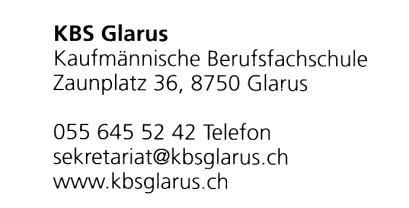 KBS Glarus
Kaufmännische Berufsfachschule
Zaunplatz 36, 8750 Glarus
055 645 52 42 Telefon
sekretariat@kbsglarus.ch
www.kbsglarus.ch